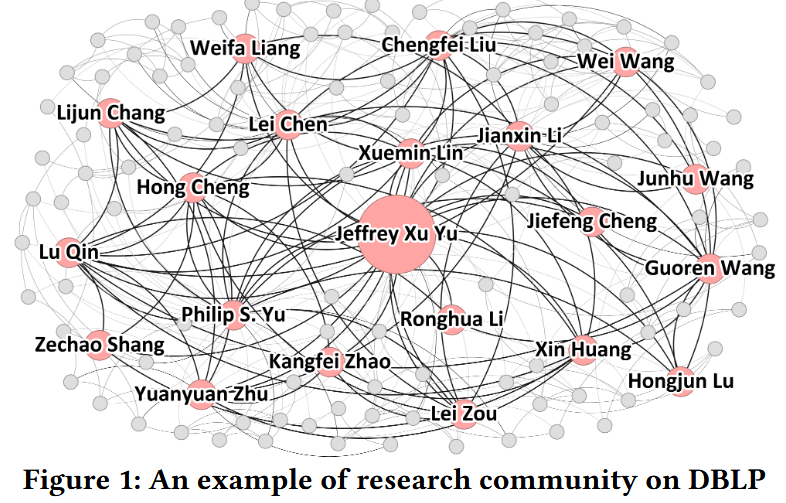 Weifa Liang
Chengfei Liu
Wei Wang
Lijun Chang
Lei Chen
Jianxin Li
Xuemin Lin
Junhu Wang
Hong Cheng
Jiefeng Cheng
Jeffrey Xu Yu
Lu Qin
Guoren Wang
Philip S. Yu
Ronghua Li
Zechao Shang
Xin Huang
Kangfei Zhao
Hongjun Lu
Yuanyuan Zhu
Lei Zou
Figure 1: An example of research community on DBLP